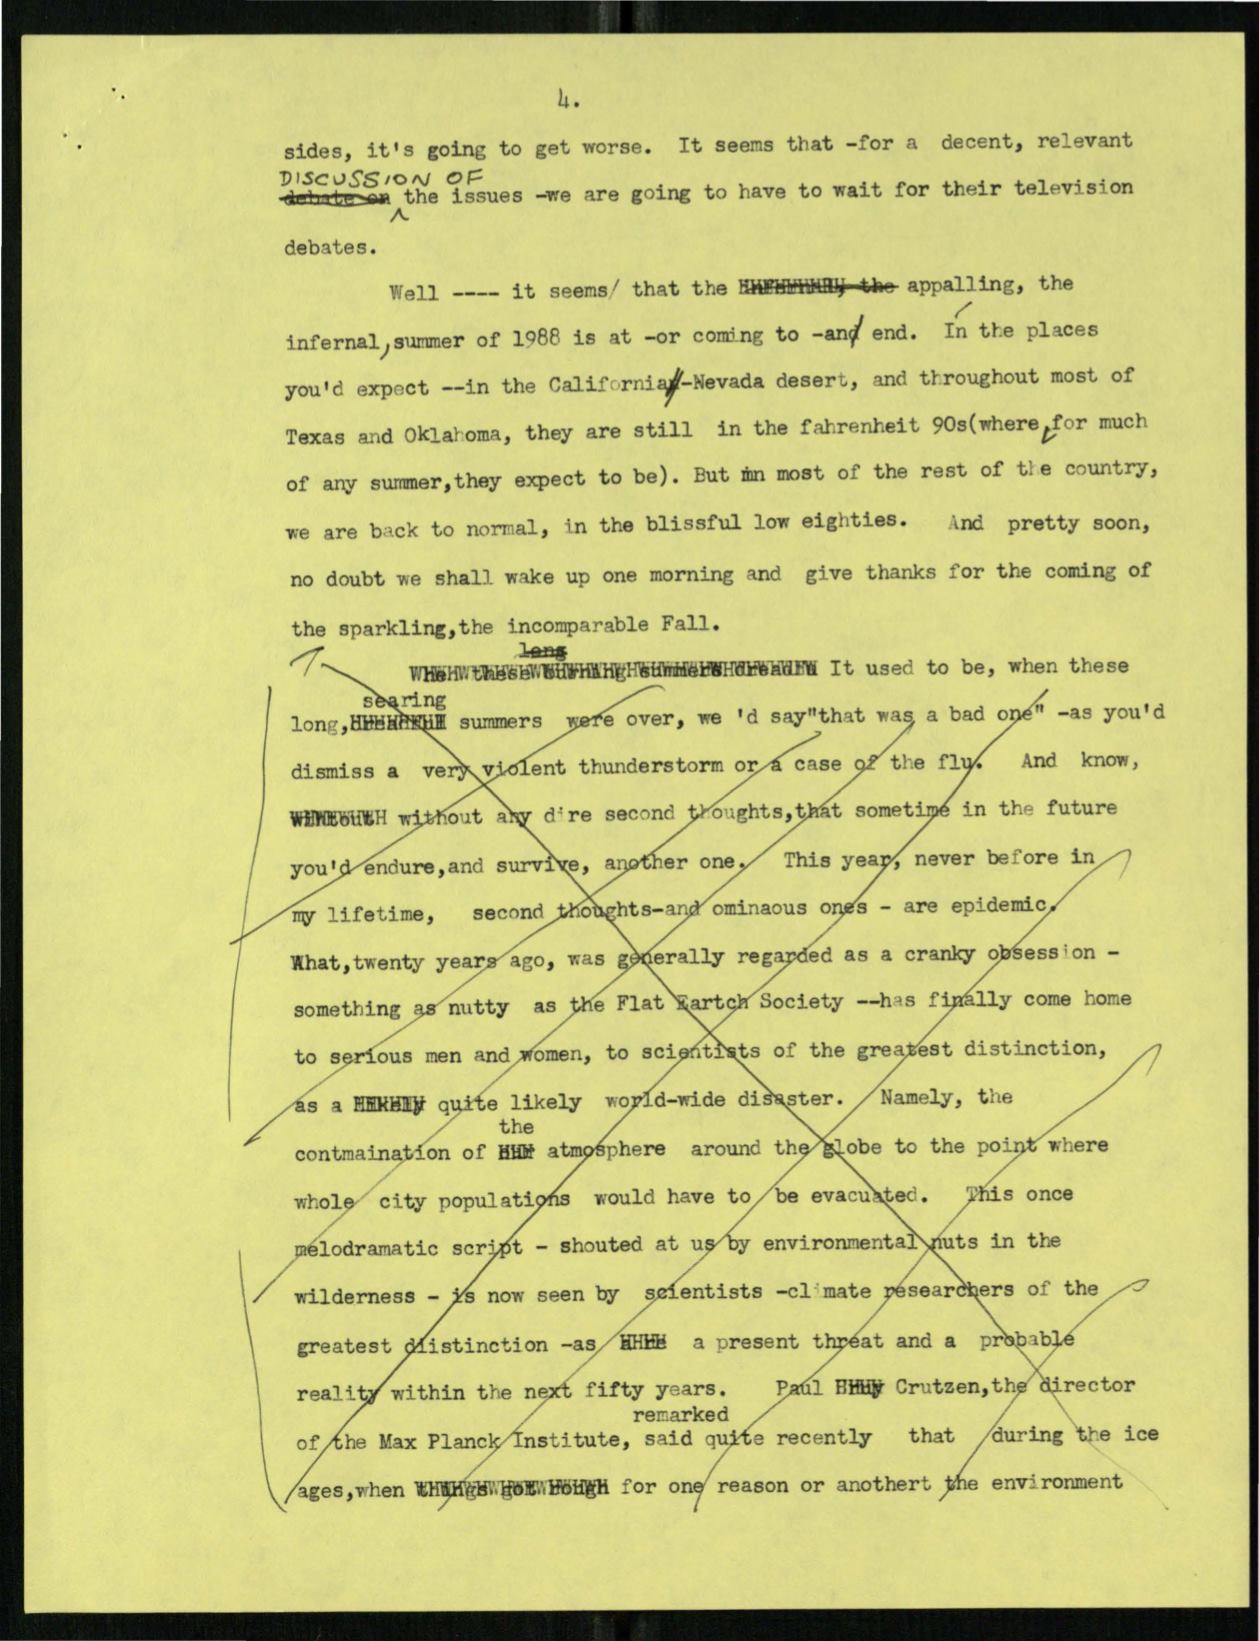 4.
sides, it's going to get worse. It seems that -for a decent, relevant
DISCUSSION OF
debate on the issues -we are going to have to wait for their television
debates.
Well ---- it seems/ that the the appalling, the
infernal, summer of 1988 is at -or coming to -and end. In the places
you'd expect --in the California-Nevada desert, and throughout most of
Texas and Oklahoma, they are still in the fahrenheit 90s(where, for much
of any summer,they expect to be). But in most of the rest of the country,
we are back to normal, in the blissful low eighties. And pretty soon,
no doubt we shall wake up one morning and give thanks for the coming of
the sparkling,the incomparable Fall.
long
When these burning summers It used to be, when these
searing
long, summers were over, we 'd say"that was a bad one" -as you'd
dismiss a very violent thunderstorm or a case of the flu. And know,
without without any dire second thoughts,that sometime in the future
you'd endure,and survive, another one. This year, never before in
my lifetime, second thoughts-and ominaous ones - are epidemic.
What,twenty years ago, was generally regarded as a cranky obsession -
something as nutty as the Flat Eartch Society --has finally come home
to serious men and women, to scientists of the greatest distinction,
as a likely quite likely world-wide disaster. Namely, the
the
contmaination of atmosphere around the globe to the point where
whole city populations would have to be evacuated. This once
melodramatic script - shouted at us by environmental nuts in the
wilderness - is now seen by scientists -climate researchers of the
greatest diistinction -as a present threat and a probable
reality within the next fifty years. Paul Crutzen,the director
remarked
of the Max Planck Institute, said quite recently that during the ice
ages,when things got rough for one reason or anothert the environment